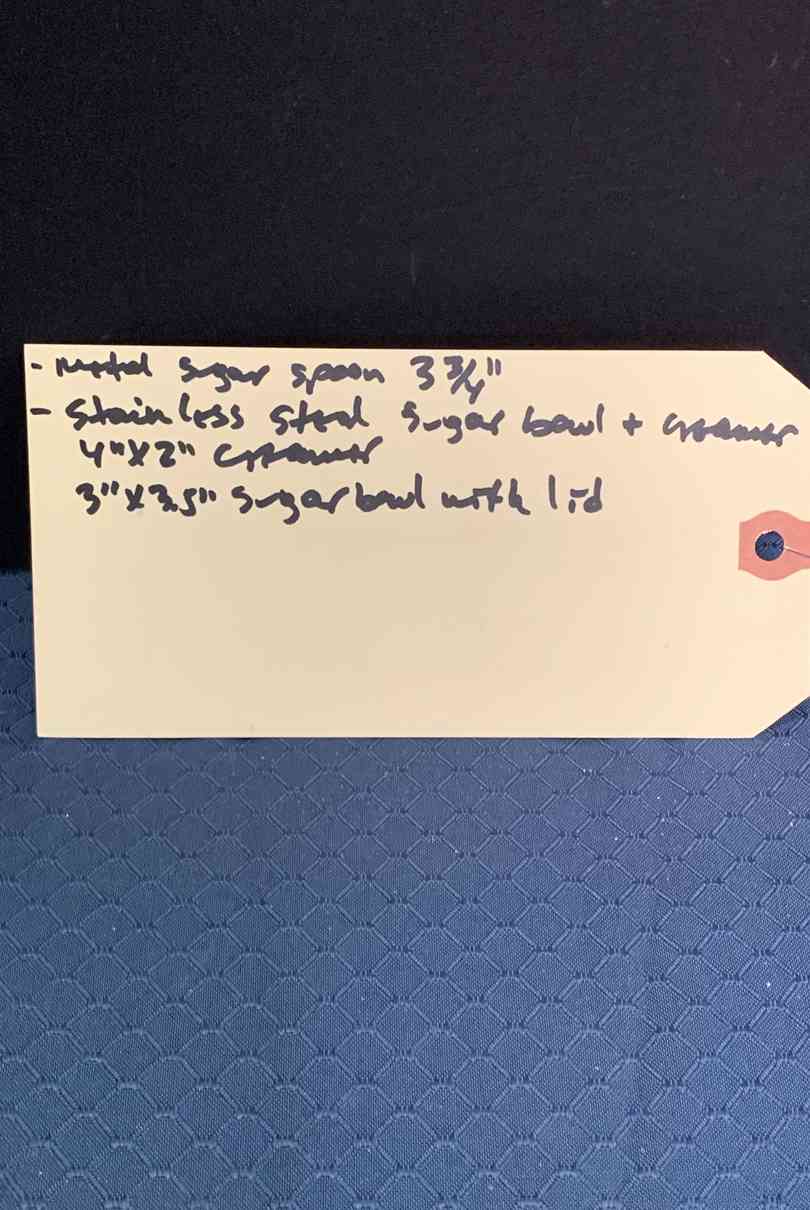 - Metal sugar spoon 3 3/4"
- Stainless steel sugar bowl + creamer
4"X2" creamer
3"X3.5" sugar bowl with lid